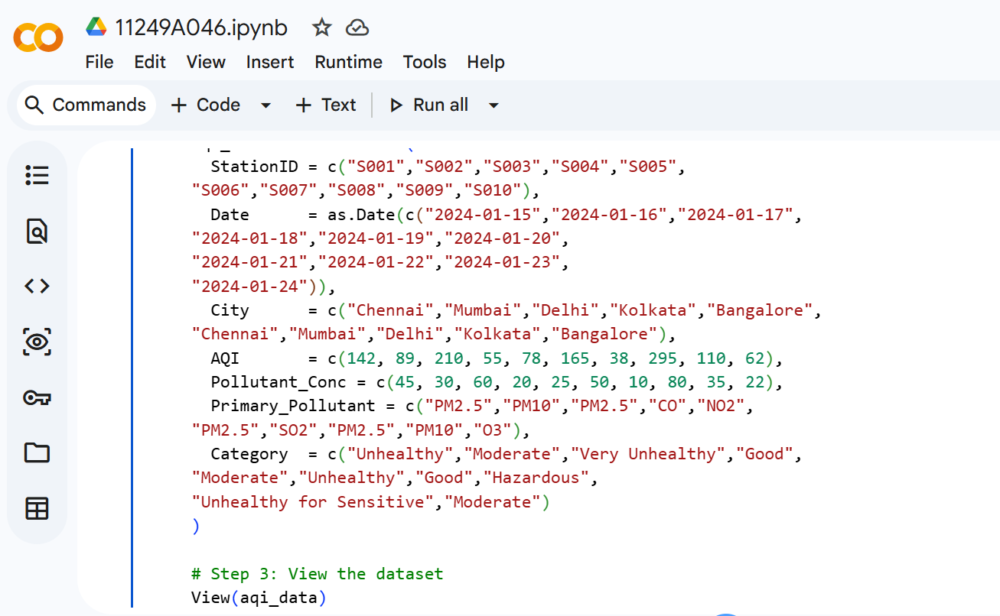 11249A046.ipynb
File Edit View Insert Runtime Tools Help
Commands + Code + Text Run all
StationID = c("S001","S002","S003","S004","S005",
"S006","S007","S008","S009","S010"),
Date = as.Date(c("2024-01-15","2024-01-16","2024-01-17",
"2024-01-18","2024-01-19","2024-01-20",
"2024-01-21","2024-01-22","2024-01-23",
"2024-01-24")),
City = c("Chennai","Mumbai","Delhi","Kolkata","Bangalore",
"Chennai","Mumbai","Delhi","Kolkata","Bangalore"),
AQI = c(142, 89, 210, 55, 78, 165, 38, 295, 110, 62),
Pollutant_Conc = c(45, 30, 60, 20, 25, 50, 10, 80, 35, 22),
Primary_Pollutant = c("PM2.5","PM10","PM2.5","CO","NO2",
"PM2.5","SO2","PM2.5","PM10","O3"),
Category = c("Unhealthy","Moderate","Very Unhealthy","Good",
"Moderate","Unhealthy","Good","Hazardous",
"Unhealthy for Sensitive","Moderate")
)
# Step 3: View the dataset
View(aqi_data)